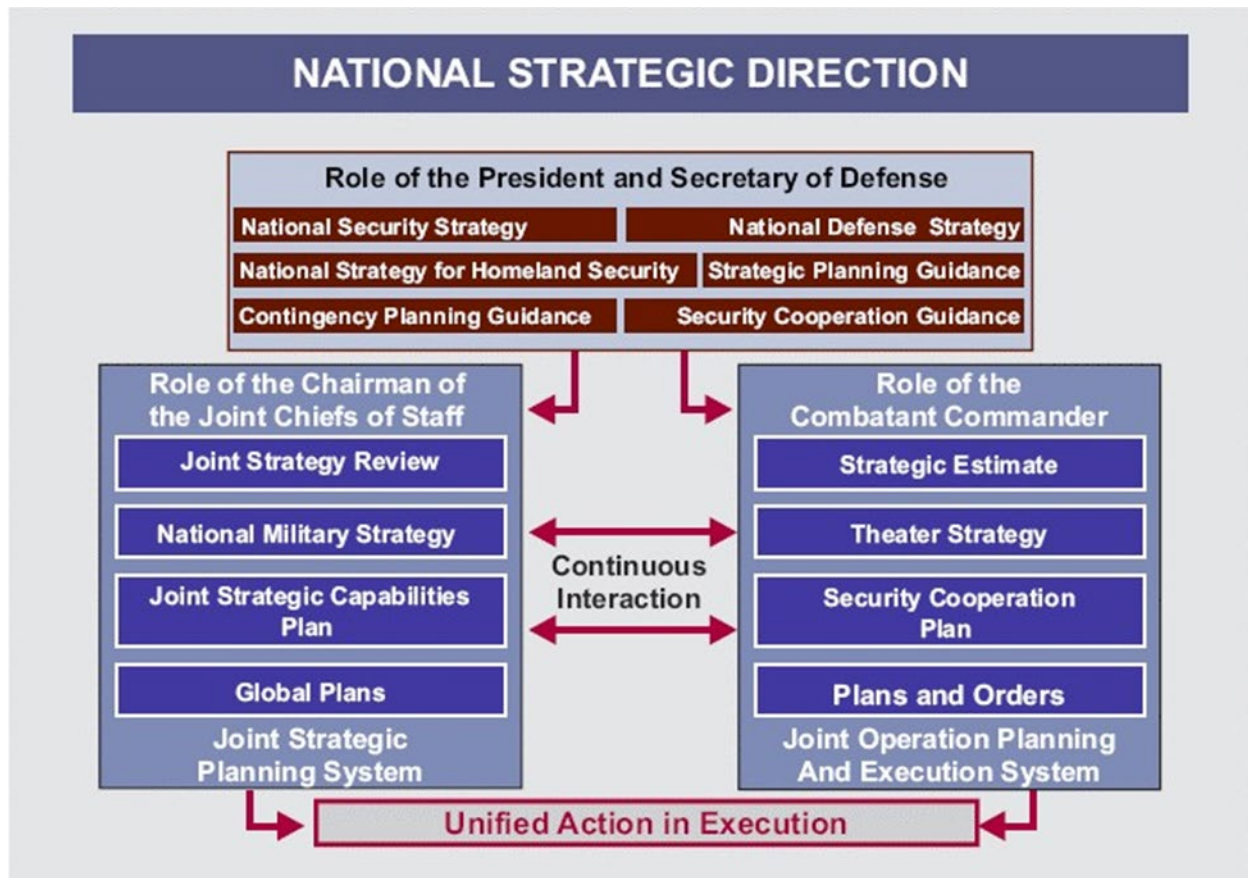 NATIONAL STRATEGIC DIRECTION
Role of the President and Secretary of Defense
National Security Strategy
National Defense Strategy
National Strategy for Homeland Security
Strategic Planning Guidance
Contingency Planning Guidance
Security Cooperation Guidance
Role of the Chairman of
the Joint Chiefs of Staff
Joint Strategy Review
National Military Strategy
Joint Strategic Capabilities
Plan
Global Plans
Joint Strategic
Planning System
Continuous
Interaction
Role of the
Combatant Commander
Strategic Estimate
Theater Strategy
Security Cooperation
Plan
Plans and Orders
Joint Operation Planning
And Execution System
Unified Action in Execution